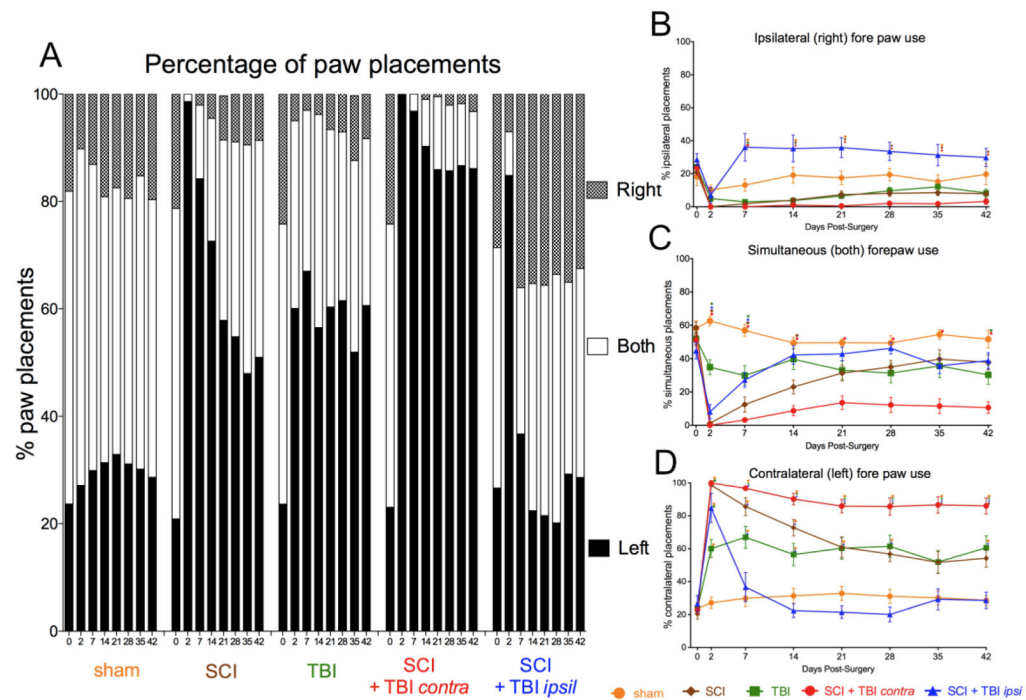 A
Percentage of paw placements
% paw placements
100
80
60
40
20
0
Right
Both
Left
0 2 7 14 21 28 35 42
0 2 7 14 21 28 35 42
0 2 7 14 21 28 35 42
0 2 7 14 21 28 35 42
0 2 7 14 21 28 35 42
sham
SCI
TBI
SCI
+ TBI contra
SCI
+ TBI ipsil
B
Ipsilateral (right) fore paw use
% ipsilateral placements
100
80
60
40
20
0
0 2 7 14 21 28 35 42
Days Post-Surgery
C
Simultaneous (both) forepaw use
% simultaneous placements
100
80
60
40
20
0
0 2 7 14 21 28 35 42
Days Post-Surgery
D
Contralateral (left) fore paw use
% contralateral placements
100
80
60
40
20
0
0 2 7 14 21 28 35 42
Days Post-Surgery
sham SCI TBI SCI + TBI contra SCI + TBI ipsil